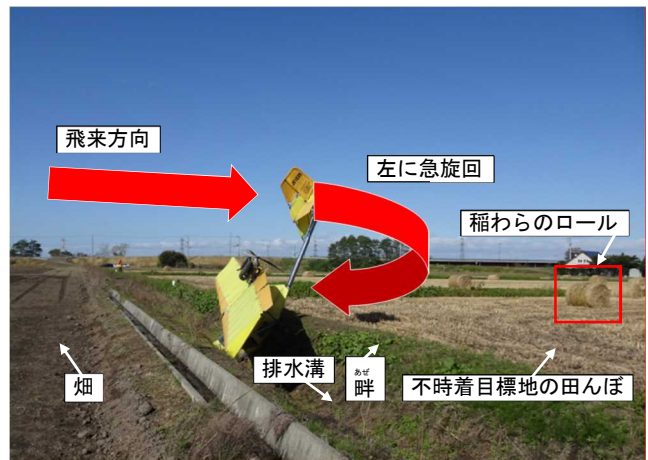 飛来方向
左に急旋回
稲わらのロール
畑
排水溝
あぜ
畔
不時着目標地の田んぼ